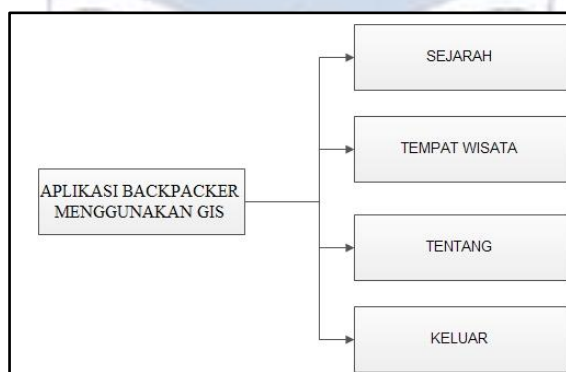 SEJARAH
TEMPAT WISATA
APLIKASI BACKPACKER
MENGGUNAKAN GIS
TENTANG
KELUAR